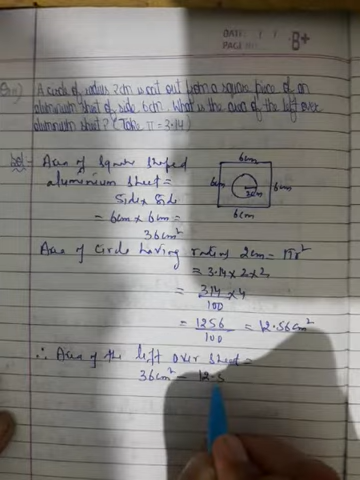 DATE: / /
PAGE NO.
B+
A circle of radius 2cm is cut out from a square piece of an
aluminium sheet of side 6cm. What is the area of the left over
aluminium sheet? (Take π = 3.14)
Sol:- Area of Square shaped
aluminium sheet =
Side x Side
= 6cm x 6cm =
36cm²
6cm
6cm
2cm
6cm
6cm
Area of Circle having radius 2cm = πr²
= 3.14 x 2 x 2
= 314/100 x 4
= 1256/100 = 12.56cm²
∴ Area of the left over sheet =
36cm² - 12.5